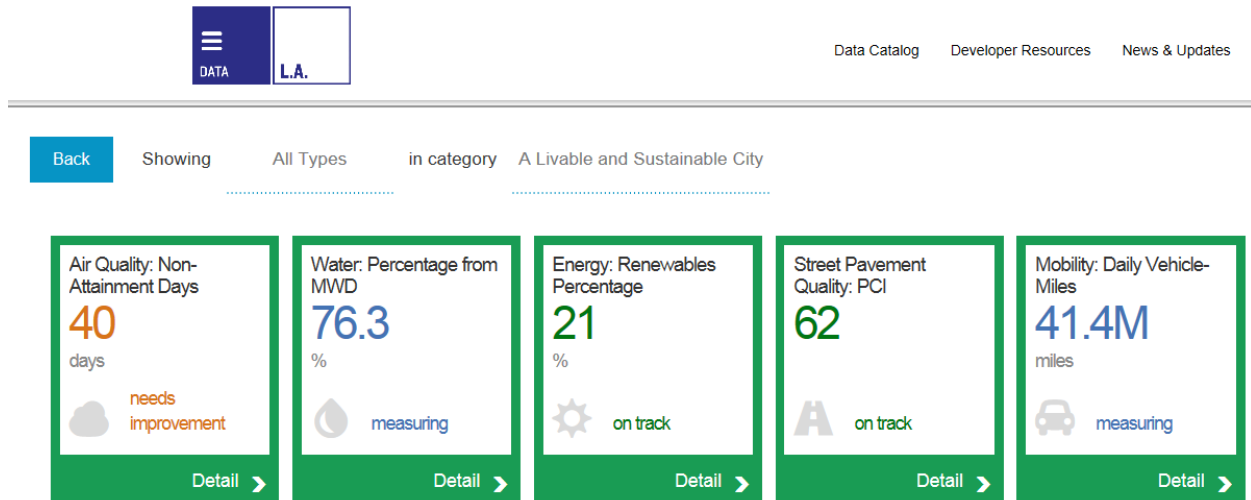 DATA
L.A.
Data Catalog Developer Resources News & Updates
Back Showing All Types in category A Livable and Sustainable City
Air Quality: Non-
Attainment Days
40
days
needs
improvement
Detail
Water: Percentage from
MWD
76.3
%
measuring
Detail
Energy: Renewables
Percentage
21
%
on track
Detail
Street Pavement
Quality: PCI
62
on track
Detail
Mobility: Daily Vehicle-
Miles
41.4M
miles
measuring
Detail